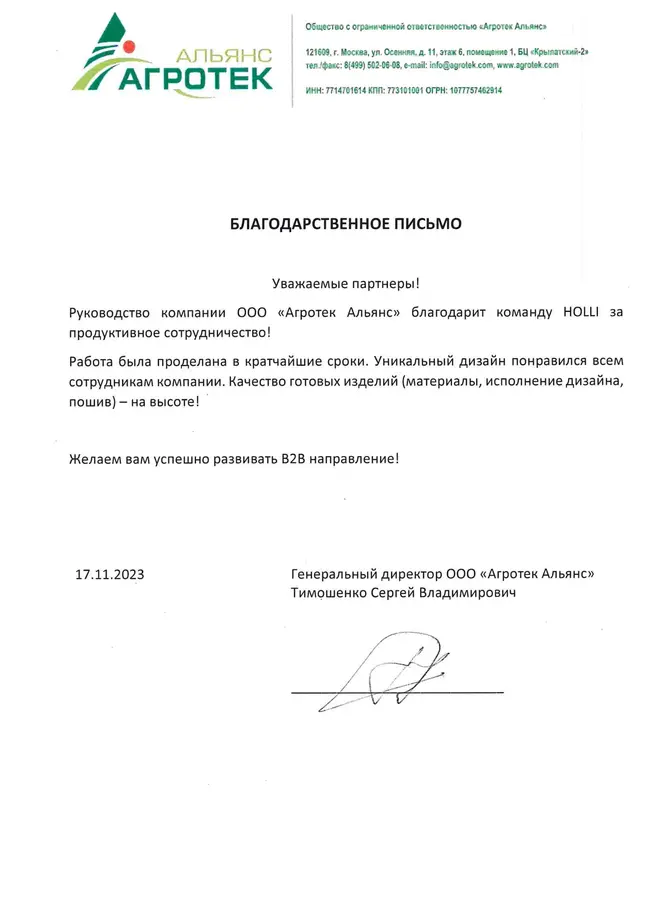 АЛЬЯНС
АГРОТЕК
Общество с ограниченной ответственностью «Агротек Альянс»
121609, г. Москва, ул. Осенняя, д. 11, этаж 6, помещение 1, БЦ «Крылатский-2»
тел./факс: 8(499) 502-06-08, e-mail: info@agrotek.com, www.agrotek.com
ИНН: 7714701614 КПП: 773101001 ОГРН: 1077757462914
БЛАГОДАРСТВЕННОЕ ПИСЬМО
Уважаемые партнеры!
Руководство компании ООО «Агротек Альянс» благодарит команду HOLLI за
продуктивное сотрудничество!
Работа была проделана в кратчайшие сроки. Уникальный дизайн понравился всем
сотрудникам компании. Качество готовых изделий (материалы, исполнение дизайна,
пошив) – на высоте!
Желаем вам успешно развивать B2B направление!
17.11.2023
Генеральный директор ООО «Агротек Альянс»
Тимошенко Сергей Владимирович